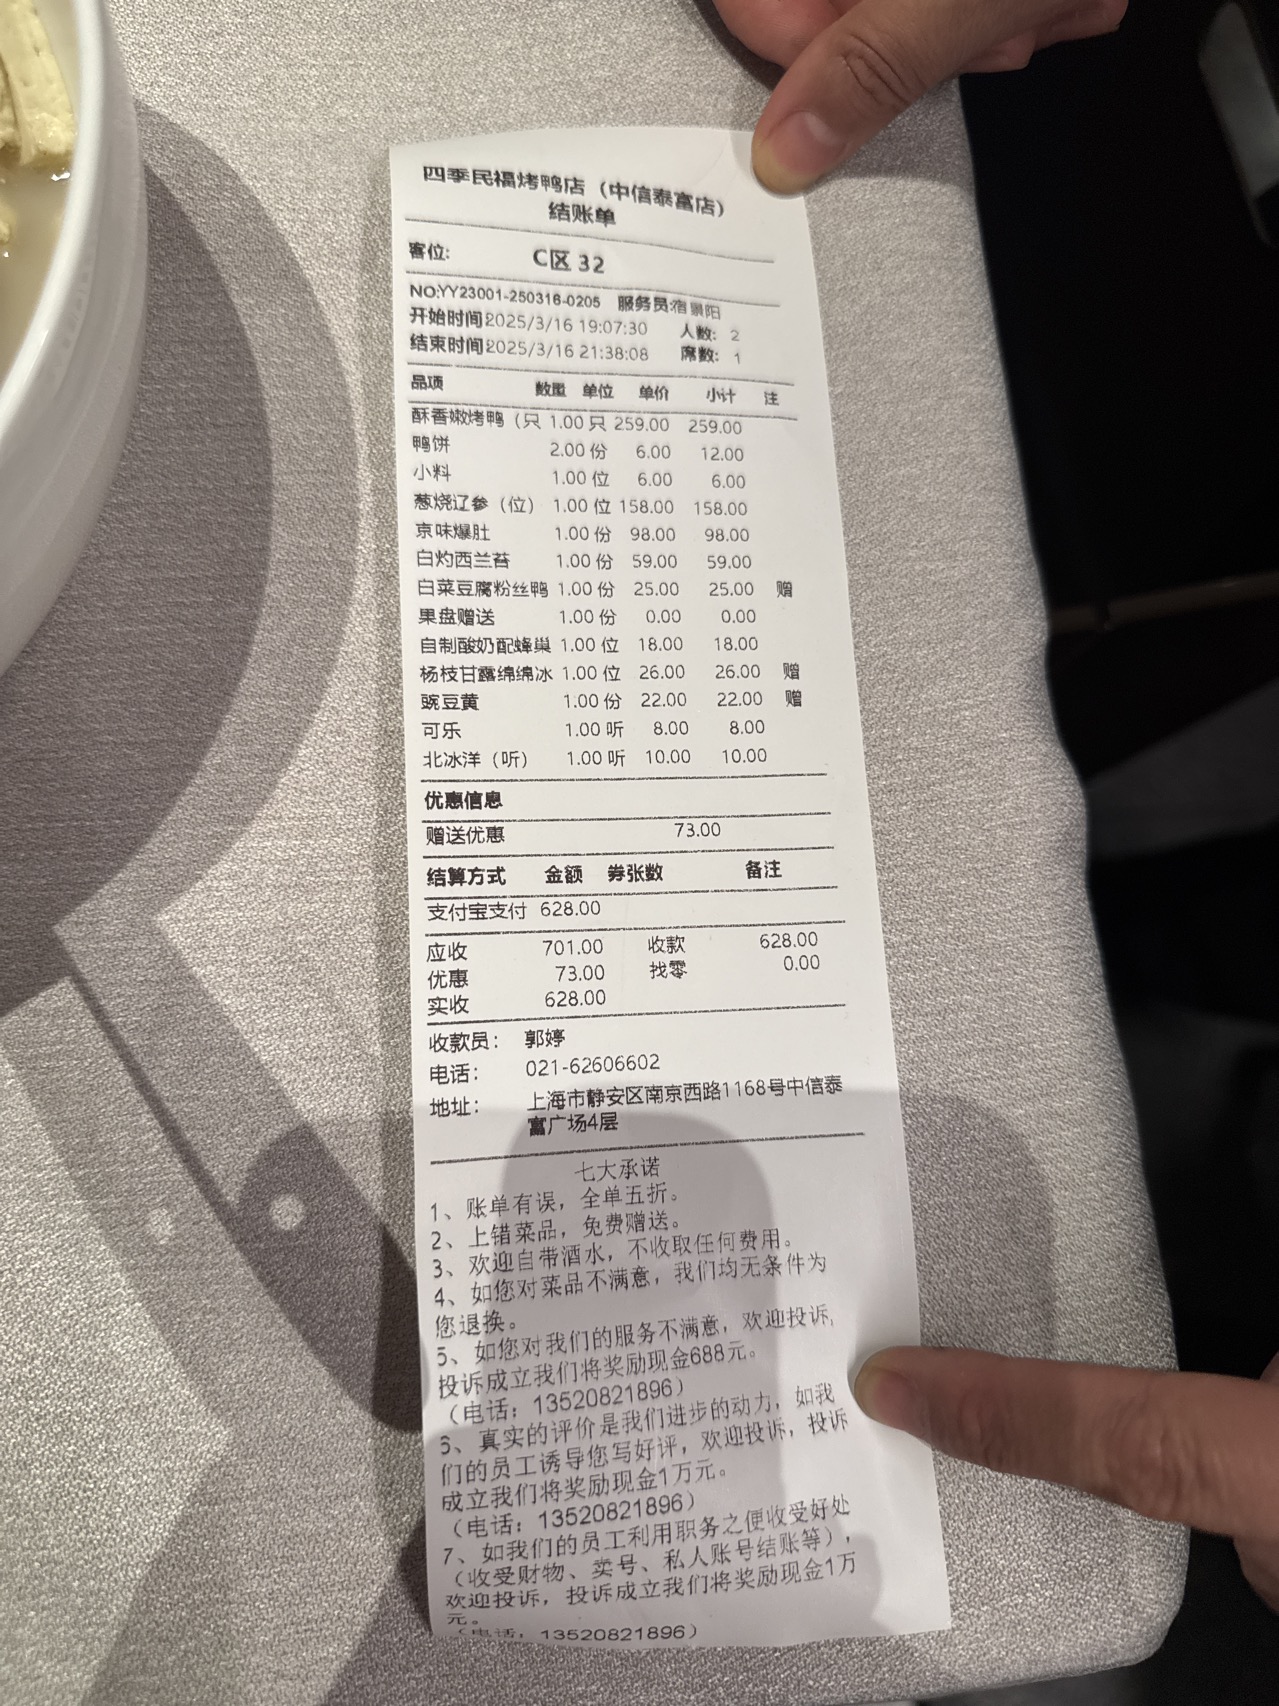 四季民福烤鸭店（中信泰富店）
结账单
客位: C区 32
NO:YY23001-250316-0205 服务员:宿景阳
开始时间 2025/3/16 19:07:30 人数: 2
结束时间 2025/3/16 21:38:08 席数: 1
品项 数量 单位 单价 小计 注
酥香嫩烤鸭（只 1.00 只 259.00 259.00
鸭饼 2.00 份 6.00 12.00
小料 1.00 位 6.00 6.00
葱烧辽参（位） 1.00 位 158.00 158.00
京味爆肚 1.00 份 98.00 98.00
白灼西兰苔 1.00 份 59.00 59.00
白菜豆腐粉丝鸭 1.00 份 25.00 25.00 赠
果盘赠送 1.00 份 0.00 0.00
自制酸奶配蜂巢 1.00 位 18.00 18.00
杨枝甘露绵绵冰 1.00 位 26.00 26.00 赠
豌豆黄 1.00 份 22.00 22.00 赠
可乐 1.00 听 8.00 8.00
北冰洋（听） 1.00 听 10.00 10.00
优惠信息
赠送优惠 73.00
结算方式 金额 券张数 备注
支付宝支付 628.00
应收 701.00 收款 628.00
优惠 73.00 找零 0.00
实收 628.00
收款员: 郭婷
电话: 021-62606602
地址: 上海市静安区南京西路1168号中信泰
富广场4层
七大承诺
1、账单有误，全单五折。
2、上错菜品，免费赠送。
3、欢迎自带酒水，不收取任何费用。
4、如您对菜品不满意，我们均无条件为
您退换。
5、如您对我们的服务不满意，欢迎投诉,
投诉成立我们将奖励现金688元。
（电话：13520821896）
6、真实的评价是我们进步的动力，如我
们的员工诱导您写好评，欢迎投诉，投诉
成立我们将奖励现金1万元。
（电话：13520821896）
7、如我们的员工利用职务之便收受好处
（收受财物、卖号、私人账号结账等），
欢迎投诉，投诉成立我们将奖励现金1万
元。
（电话：13520821896）